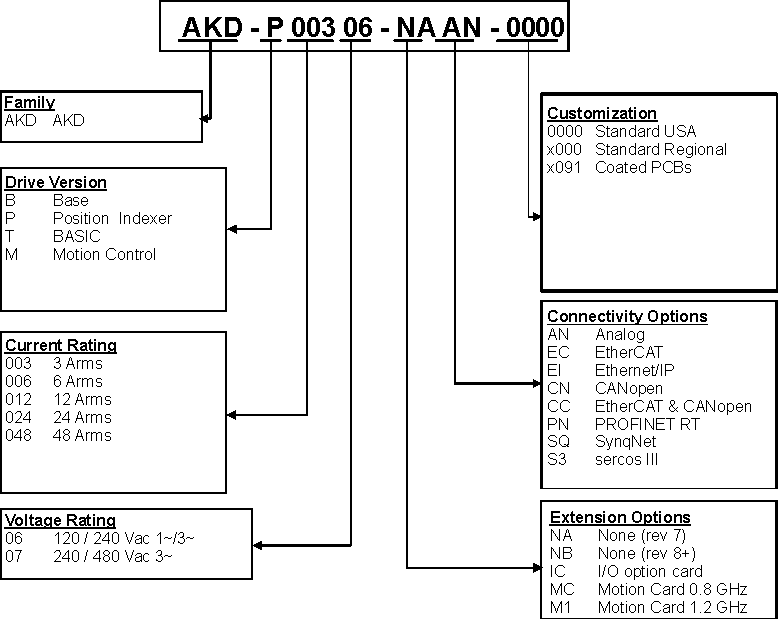 AKD - P 003 06 - NA AN - 0000
Family
AKD AKD
Drive Version
B Base
P Position Indexer
T BASIC
M Motion Control
Current Rating
003 3 Arms
006 6 Arms
012 12 Arms
024 24 Arms
048 48 Arms
Voltage Rating
06 120 / 240 Vac 1~/3~
07 240 / 480 Vac 3~
Customization
0000 Standard USA
x000 Standard Regional
x091 Coated PCBs
Connectivity Options
AN Analog
EC EtherCAT
EI Ethernet/IP
CN CANopen
CC EtherCAT & CANopen
PN PROFINET RT
SQ SynqNet
S3 sercos III
Extension Options
NA None (rev 7)
NB None (rev 8+)
IC I/O option card
MC Motion Card 0.8 GHz
M1 Motion Card 1.2 GHz